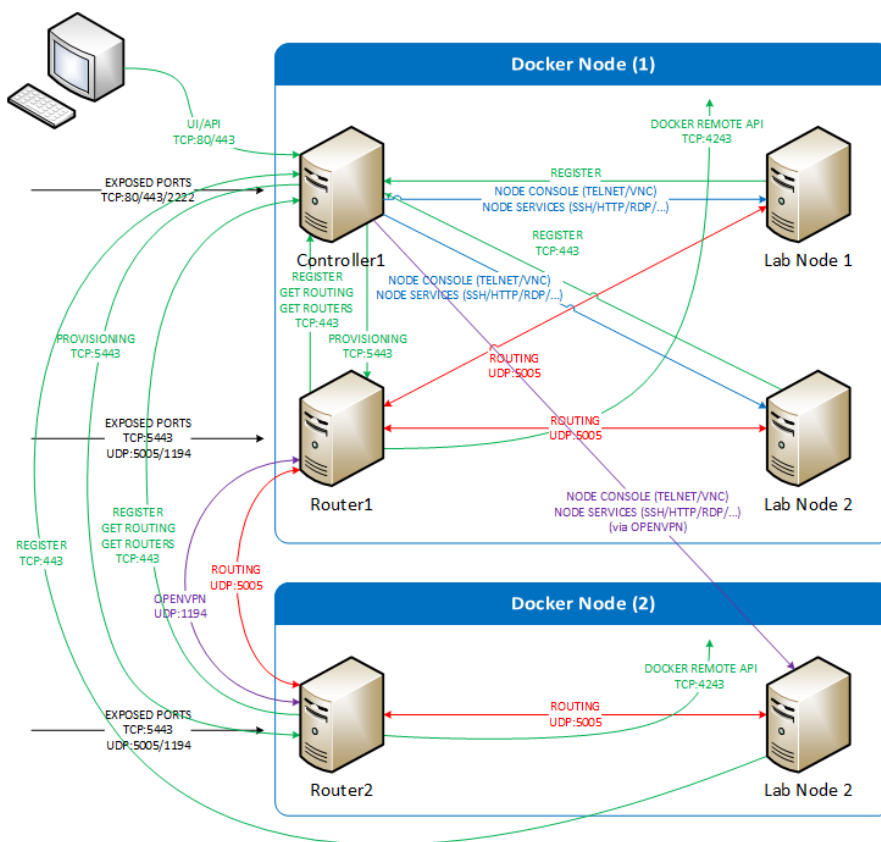 Docker Node (1)
UI/API
TCP:80/443
DOCKER REMOTE API
TCP:4243
EXPOSED PORTS
TCP:80/443/2222
REGISTER
NODE CONSOLE (TELNET/VNC)
NODE SERVICES (SSH/HTTP/RDP/...)
REGISTER
TCP:443
Controller1
Lab Node 1
NODE CONSOLE (TELNET/VNC)
NODE SERVICES (SSH/HTTP/RDP/...)
REGISTER
GET ROUTING
GET ROUTERS
TCP:443
PROVISIONING
TCP:5443
PROVISIONING
TCP:5443
ROUTING
UDP:5005
EXPOSED PORTS
TCP:5443
UDP:5005/1194
ROUTING
UDP:5005
Router1
Lab Node 2
NODE CONSOLE (TELNET/VNC)
NODE SERVICES (SSH/HTTP/RDP/...)
(via OPENVPN)
REGISTER
GET ROUTING
GET ROUTERS
TCP:443
REGISTER
TCP:443
ROUTING
UDP:5005
OPENVPN
UDP:1194
Docker Node (2)
DOCKER REMOTE API
TCP:4243
EXPOSED PORTS
TCP:5443
UDP:5005/1194
ROUTING
UDP:5005
Router2
Lab Node 2